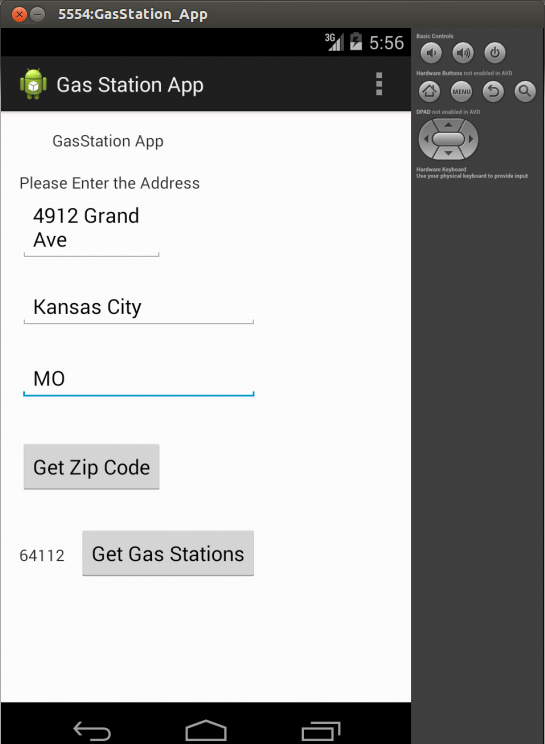 5554:GasStation_App
3G 5:56
Gas Station App
GasStation App
Please Enter the Address
4912 Grand
Ave
Kansas City
MO
Get Zip Code
64112 Get Gas Stations
Basic Controls
Hardware Buttons not enabled in AVD
MENU
DPAD not enabled in AVD
Hardware Keyboard
Use your physical keyboard to provide input